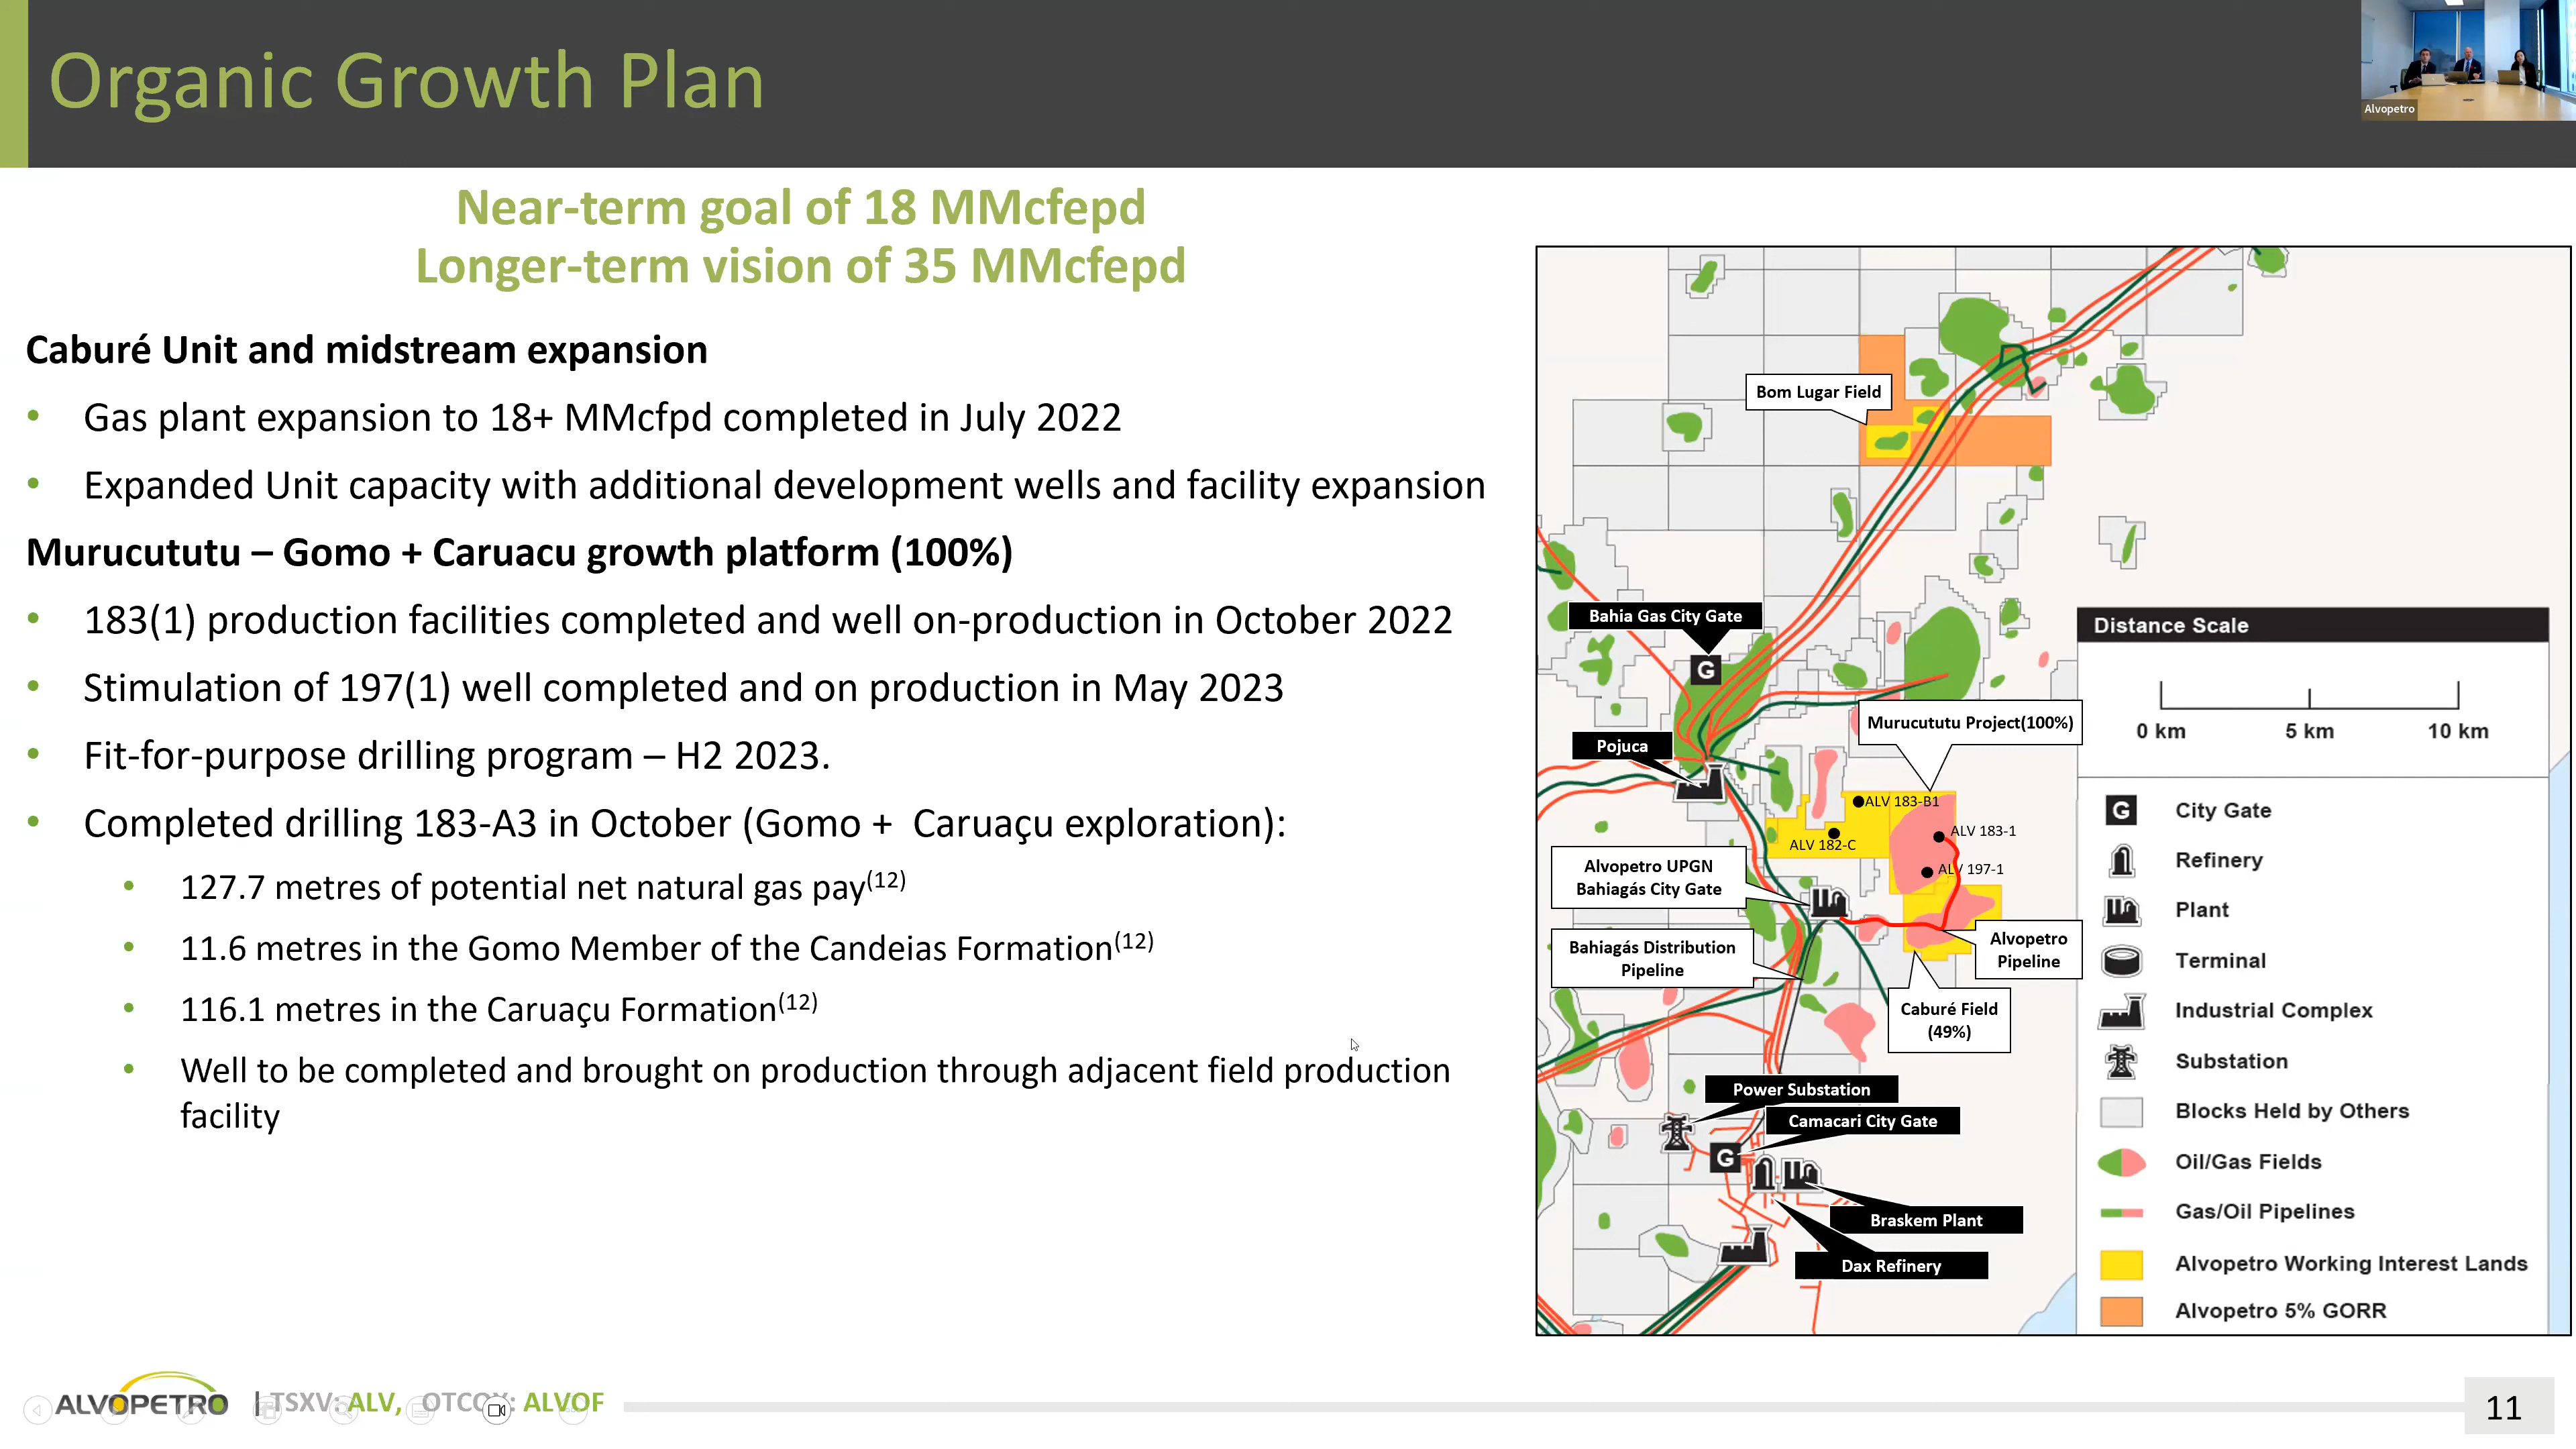 Organic Growth Plan
Alvopetro
Near-term goal of 18 MMcfepd
Longer-term vision of 35 MMcfepd
Caburé Unit and midstream expansion
• Gas plant expansion to 18+ MMcfpd completed in July 2022
• Expanded Unit capacity with additional development wells and facility expansion
Murucututu – Gomo + Caruacu growth platform (100%)
• 183(1) production facilities completed and well on-production in October 2022
• Stimulation of 197(1) well completed and on production in May 2023
• Fit-for-purpose drilling program – H2 2023.
• Completed drilling 183-A3 in October (Gomo + Caruaçu exploration):
• 127.7 metres of potential net natural gas pay(12)
• 11.6 metres in the Gomo Member of the Candeias Formation(12)
• 116.1 metres in the Caruaçu Formation(12)
• Well to be completed and brought on production through adjacent field production
facility
Bom Lugar Field
Bahia Gas City Gate
G
Pojuca
Murucututu Project(100%)
ALV 183-B1
ALV 183-1
ALV 182-C
ALV 197-1
Alvopetro UPGN
Bahiagás City Gate
Bahiagás Distribution
Pipeline
Alvopetro
Pipeline
Caburé Field
(49%)
Power Substation
Camacari City Gate
G
Braskem Plant
Dax Refinery
Distance Scale
0 km 5 km 10 km
G City Gate
Refinery
Plant
Terminal
Industrial Complex
Substation
Blocks Held by Others
Oil/Gas Fields
Gas/Oil Pipelines
Alvopetro Working Interest Lands
Alvopetro 5% GORR
ALVOPETRO | TSXV: ALV, OTCQX: ALVOF
11